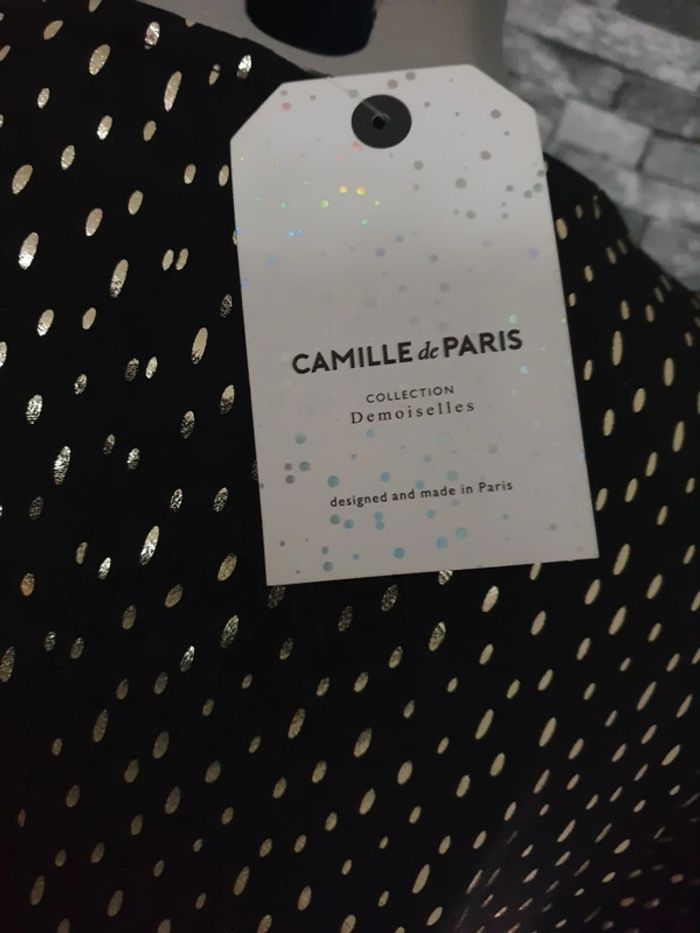 CAMILLE de PARIS
COLLECTION
Demoiselles
designed and made in Paris